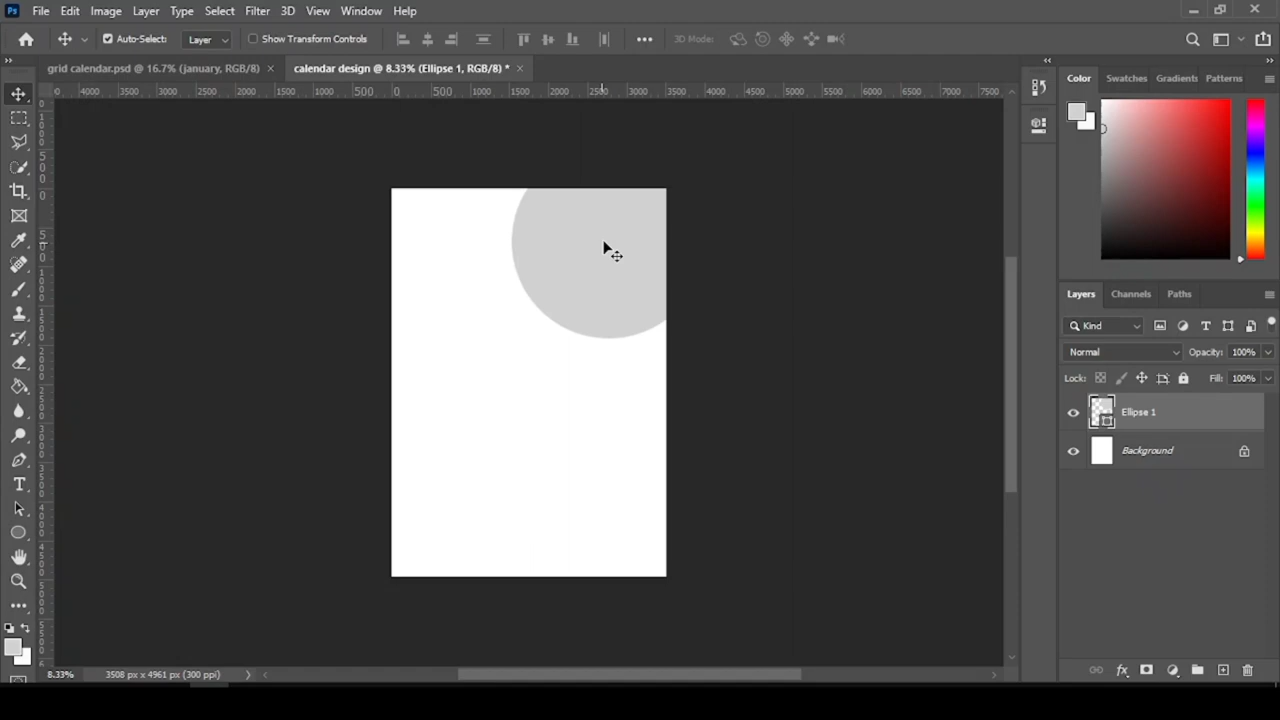 Ps File Edit Image Layer Type Select Filter 3D View Window Help
Auto-Select: Layer Show Transform Controls 3D Mode:
grid calendar.psd @ 16.7% (january, RGB/8) × calendar design @ 8.33% (Ellipse 1, RGB/8) * ×
0 4000 3500 3000 2500 2000 1500 1000 500 0 500 1000 1500 2000 2500 3000 3500 4000 4500 5000 5500 6000 6500 7000 7500
Color Swatches Gradients Patterns
Layers Channels Paths
Kind
Normal Opacity: 100%
Lock: Fill: 100%
Ellipse 1
Background
8.33% 3508 px x 4961 px (300 ppi)